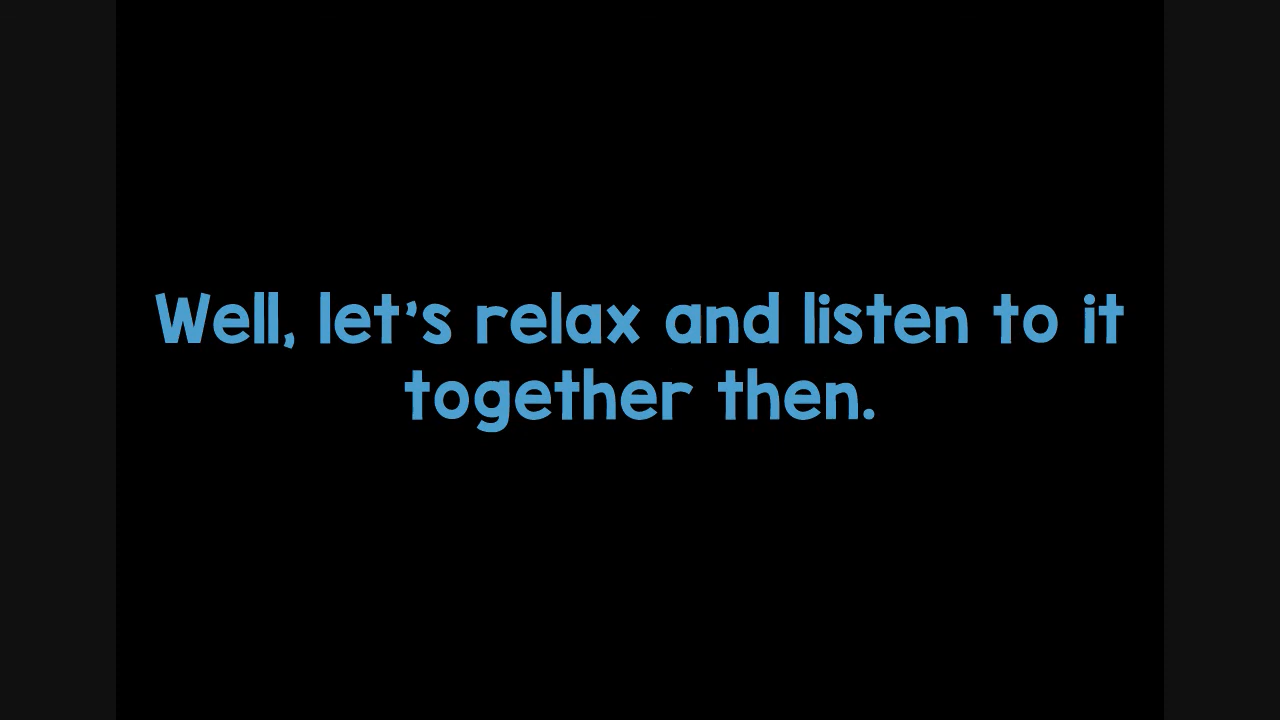 Well, let's relax and listen to it
together then.